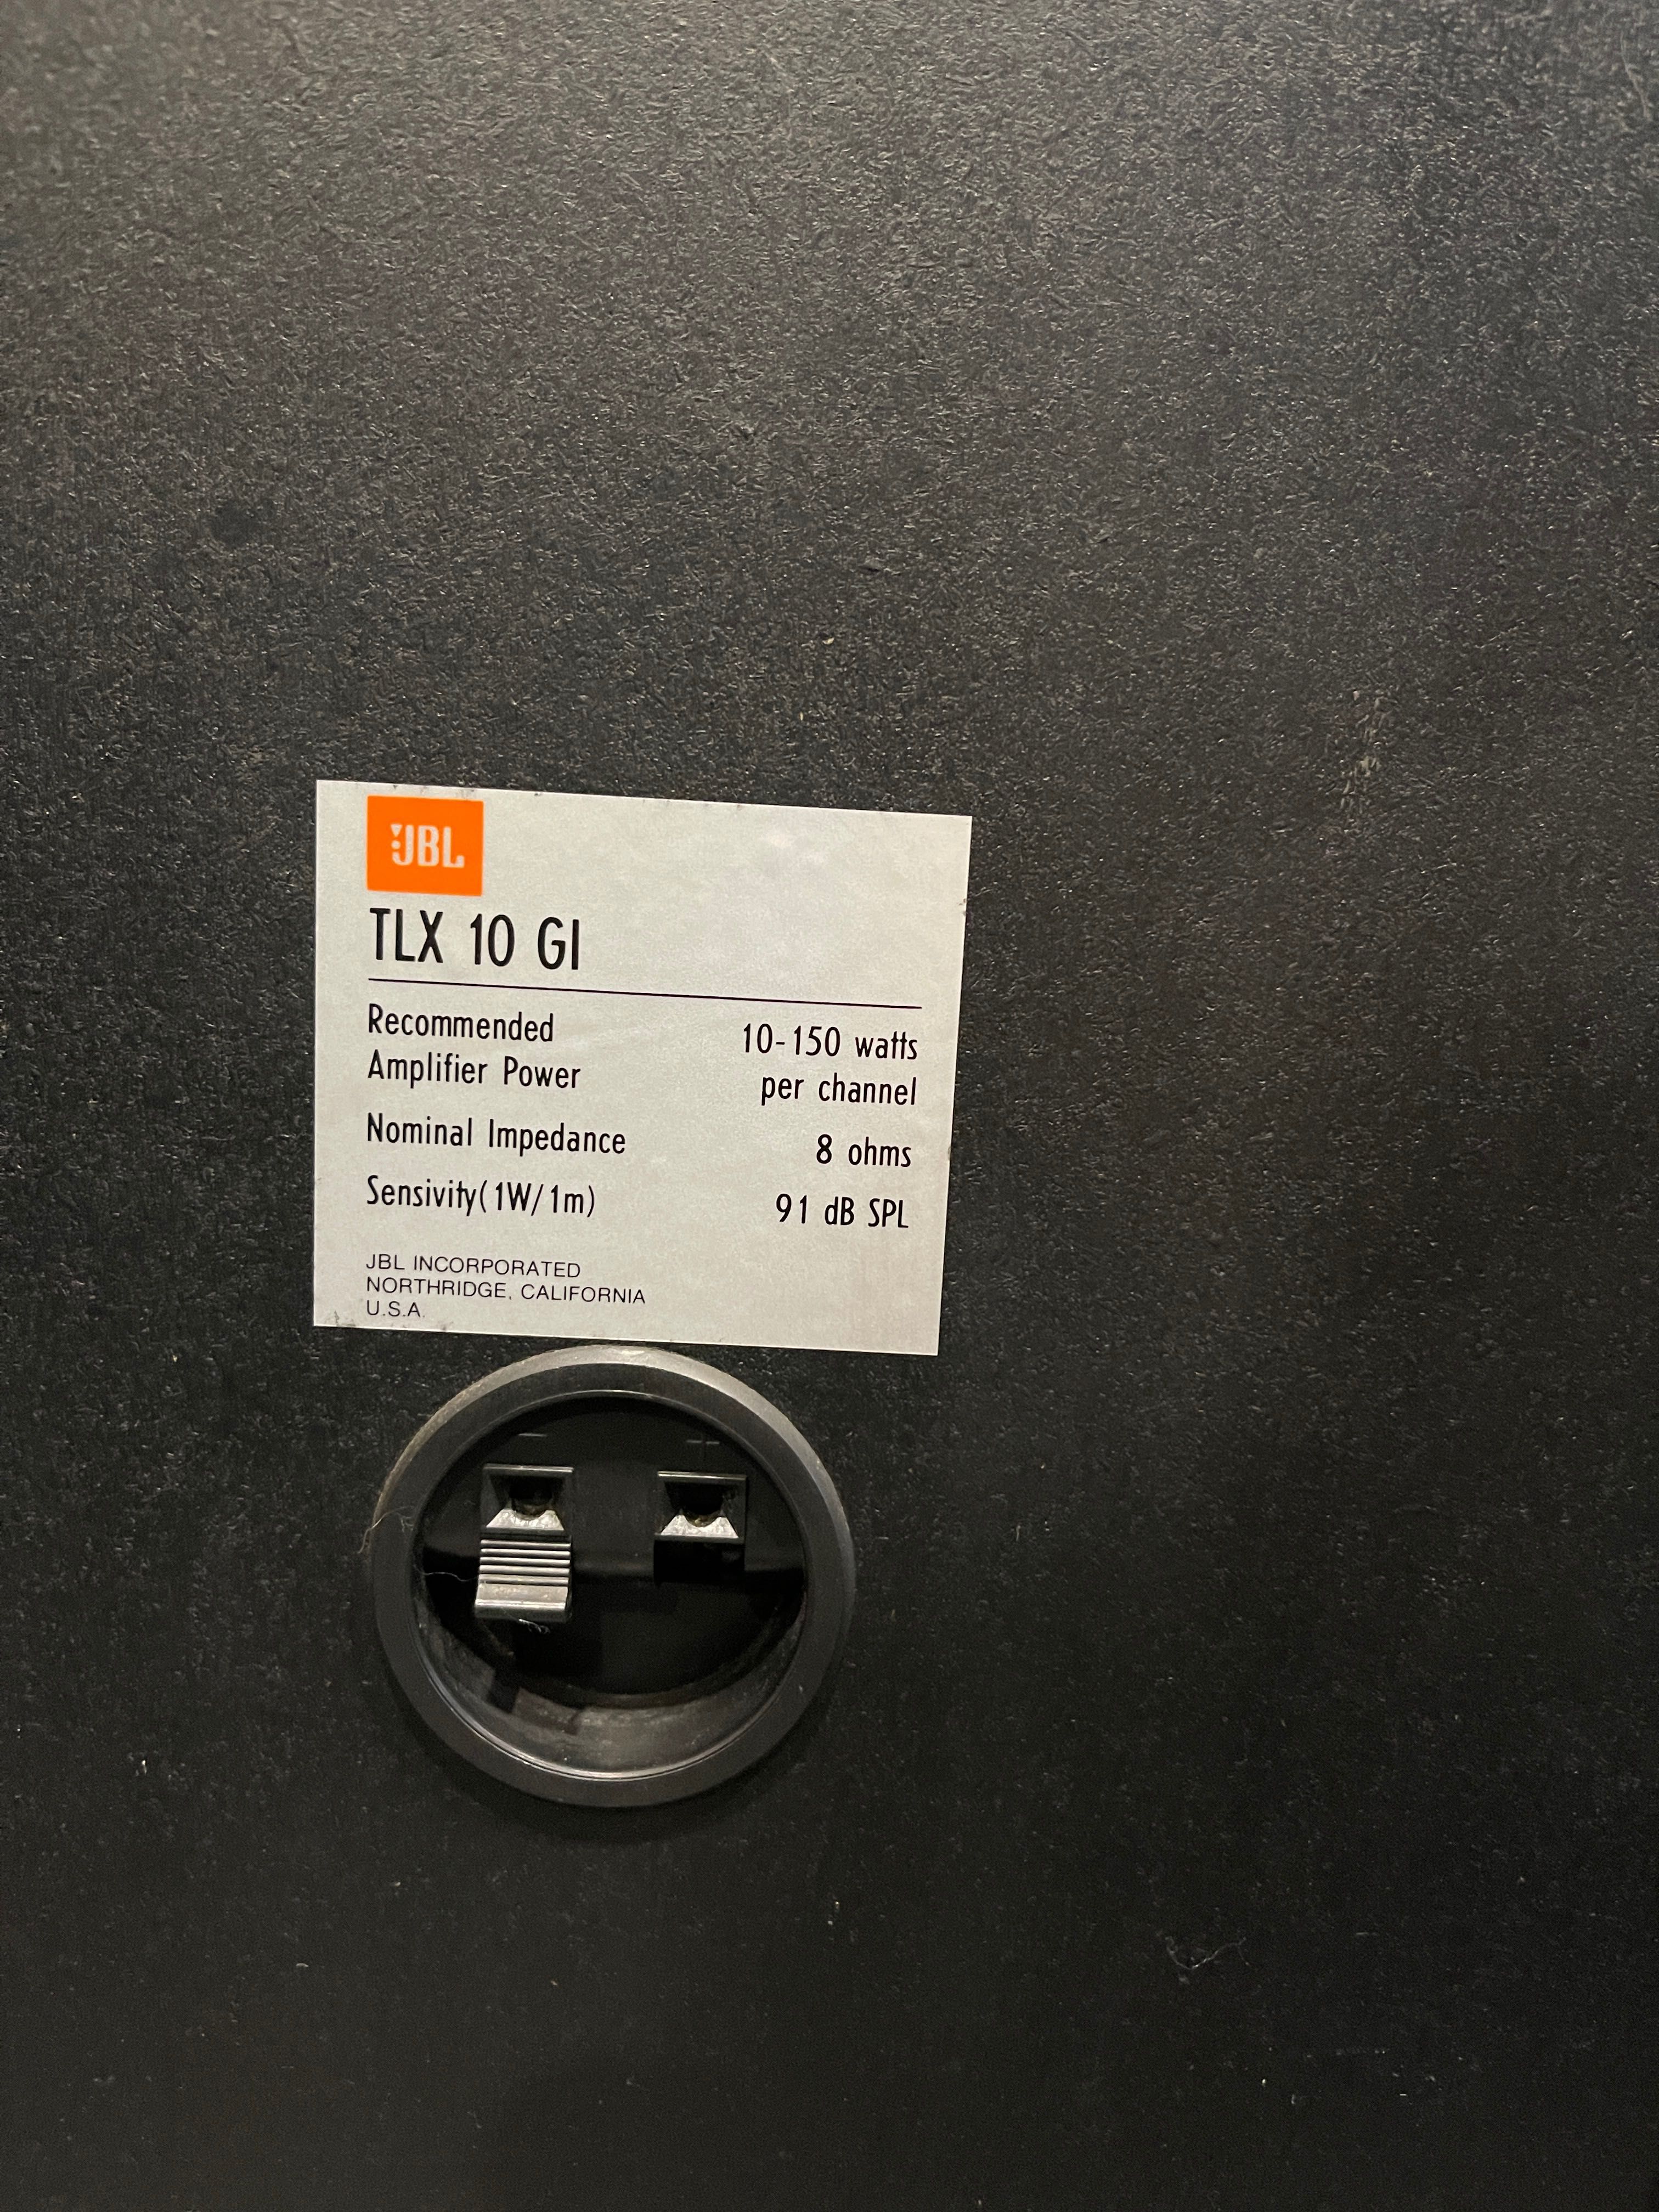 JBL
TLX 10 GI
Recommended Amplifier Power 10-150 watts per channel
Nominal Impedance 8 ohms
Sensivity(1W/1m) 91 dB SPL
JBL INCORPORATED
NORTHRIDGE, CALIFORNIA
U.S.A.
- +